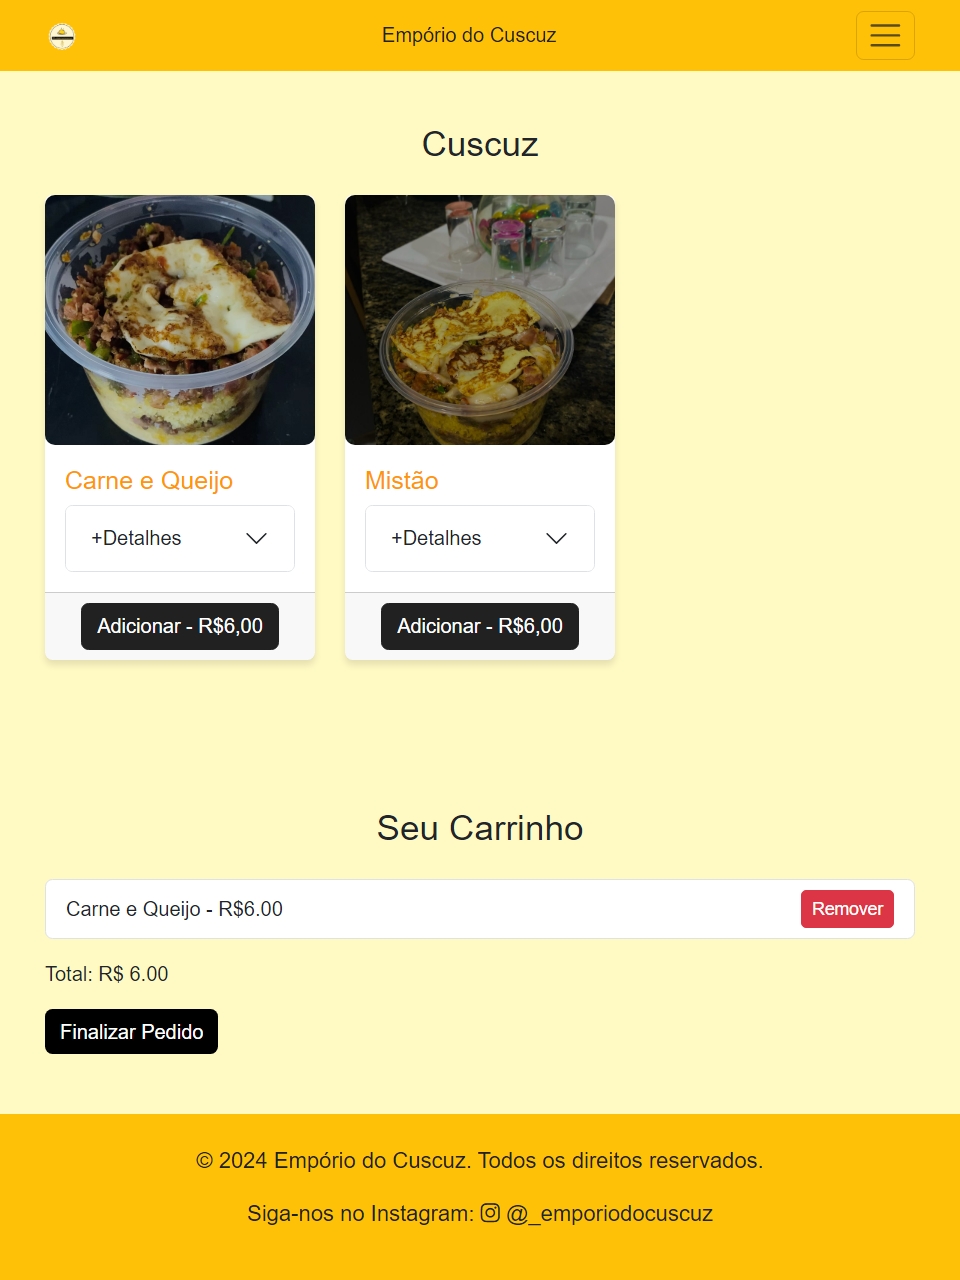 Empório do Cuscuz
Cuscuz
Carne e Queijo
+Detalhes
Adicionar - R$6,00
Mistão
+Detalhes
Adicionar - R$6,00
Seu Carrinho
Carne e Queijo - R$6.00
Remover
Total: R$ 6.00
Finalizar Pedido
© 2024 Empório do Cuscuz. Todos os direitos reservados.
Siga-nos no Instagram: @_emporiodocuscuz